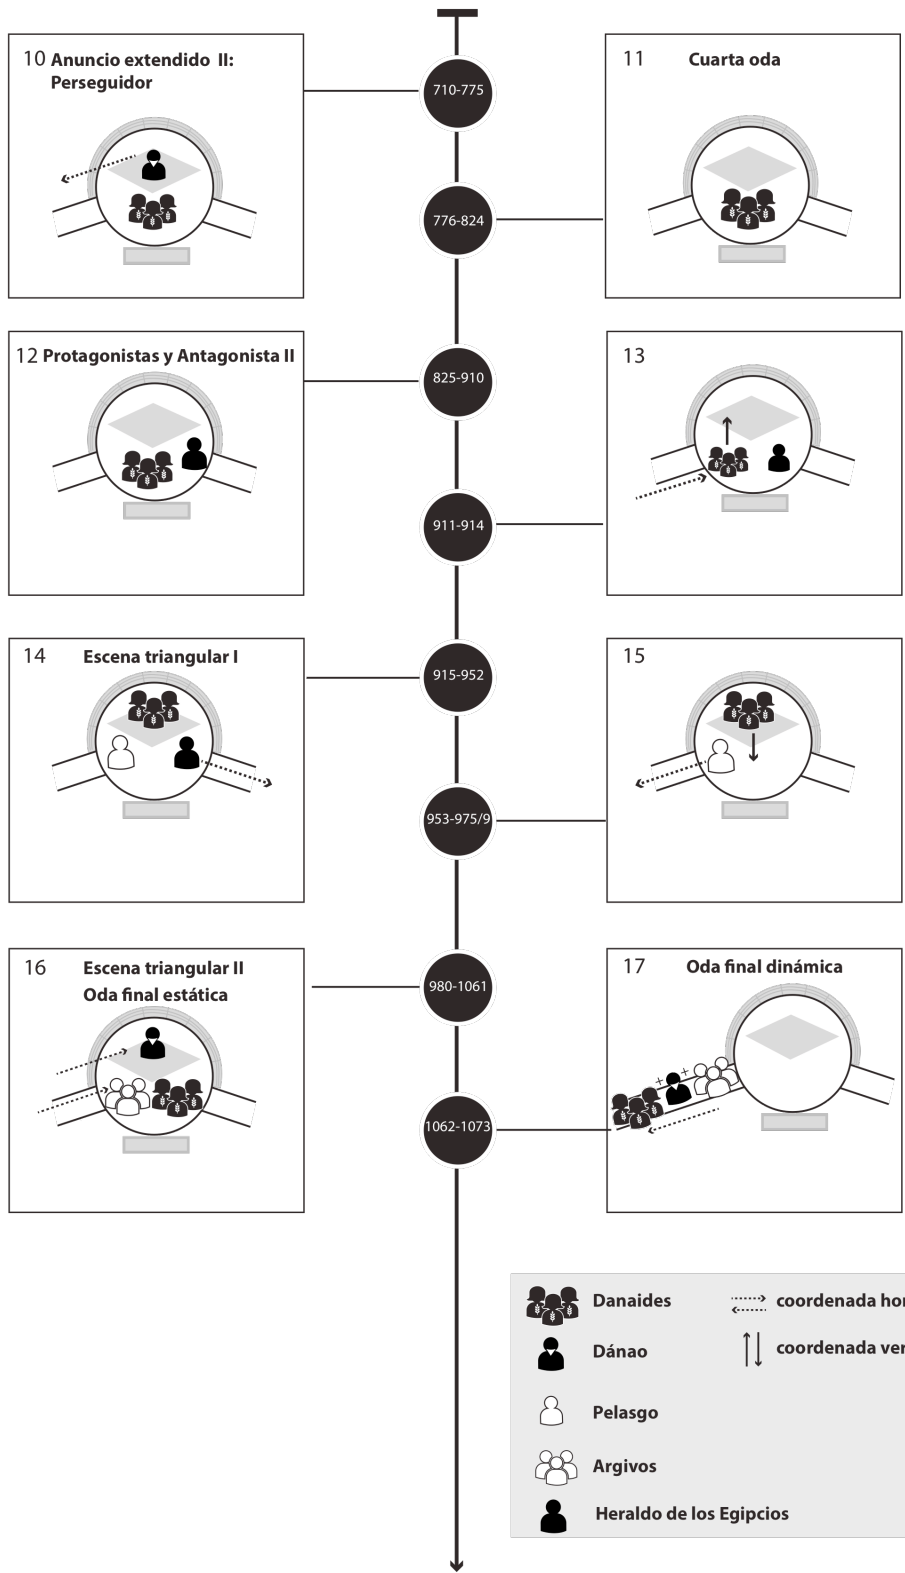 10 Anuncio extendido II:
Perseguidor
710-775
11 Cuarta oda
776-824
12 Protagonistas y Antagonista II
825-910
13
911-914
14 Escena triangular I
915-952
15
953-975/9
16 Escena triangular II
Oda final estática
980-1061
17 Oda final dinámica
1062-1073
Danaides
coordenada hor
Dánao
coordenada ver
Pelasgo
Argivos
Heraldo de los Egipcios